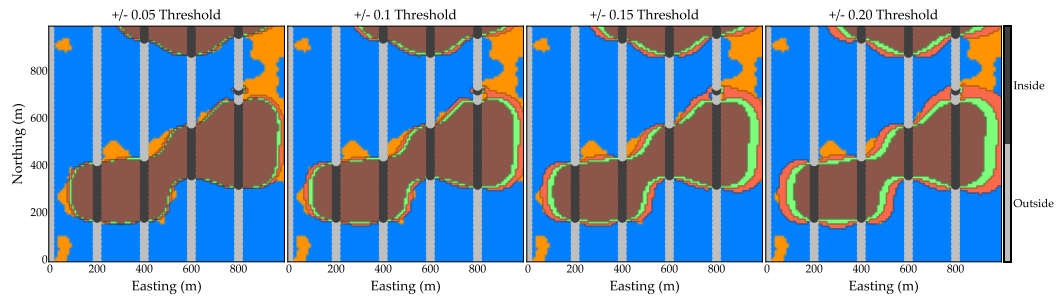 +/- 0.05 Threshold
+/- 0.1 Threshold
+/- 0.15 Threshold
+/- 0.20 Threshold
Northing (m)
800
600
400
200
0
0 200 400 600 800
0 200 400 600 800
0 200 400 600 800
0 200 400 600 800
Easting (m)
Easting (m)
Easting (m)
Easting (m)
Inside
Outside